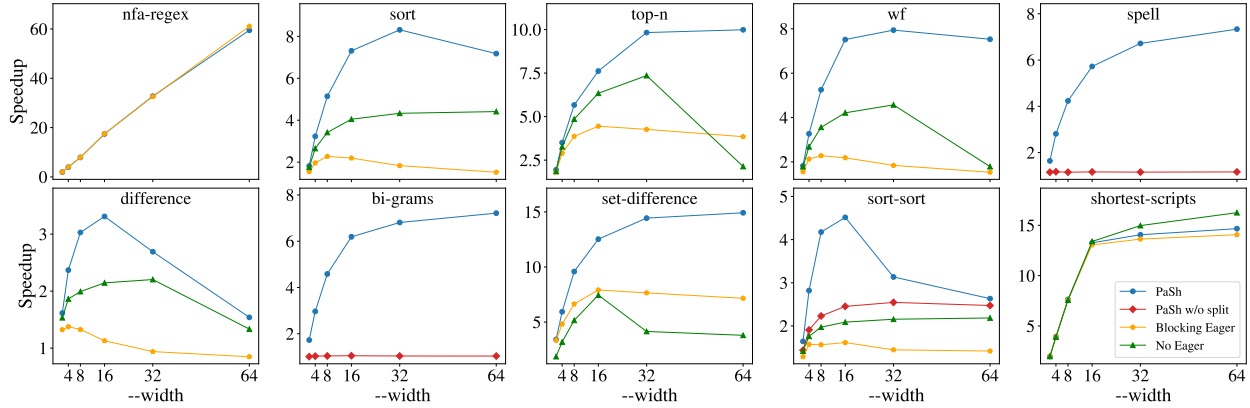 nfa-regex
sort
top-n
wf
spell
Speedup
0
20
40
60
2
4
6
8
2.5
5.0
7.5
10.0
2
4
6
8
2
4
6
8
difference
bi-grams
set-difference
sort-sort
shortest-scripts
Speedup
1
2
3
2
4
6
8
5
10
15
2
3
4
5
5
10
15
PaSh
PaSh w/o split
Blocking Eager
No Eager
4 8 16 32 64
4 8 16 32 64
4 8 16 32 64
4 8 16 32 64
4 8 16 32 64
--width
--width
--width
--width
--width